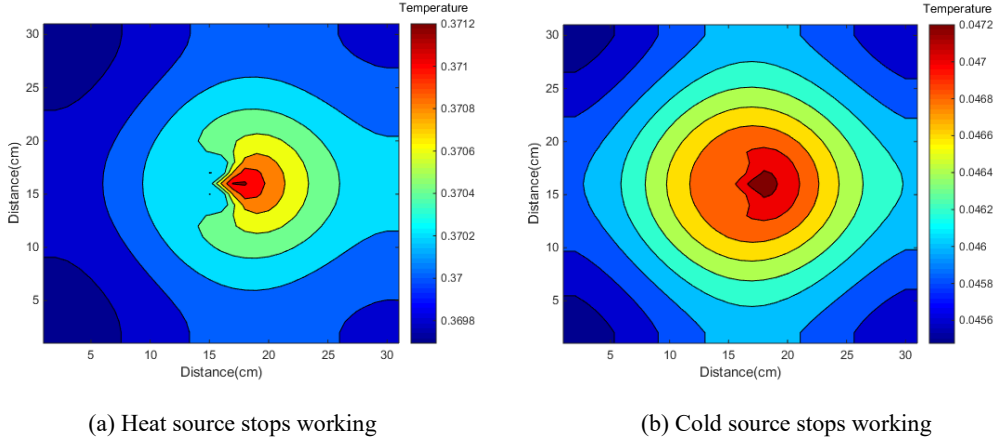 Temperature
0.3712
0.371
0.3708
0.3706
0.3704
0.3702
0.37
0.3698
30
25
20
15
10
5
Distance(cm)
5 10 15 20 25 30
Distance(cm)
Temperature
0.0472
0.047
0.0468
0.0466
0.0464
0.0462
0.046
0.0458
0.0456
30
25
20
15
10
5
Distance(cm)
5 10 15 20 25 30
Distance(cm)
(a) Heat source stops working
(b) Cold source stops working